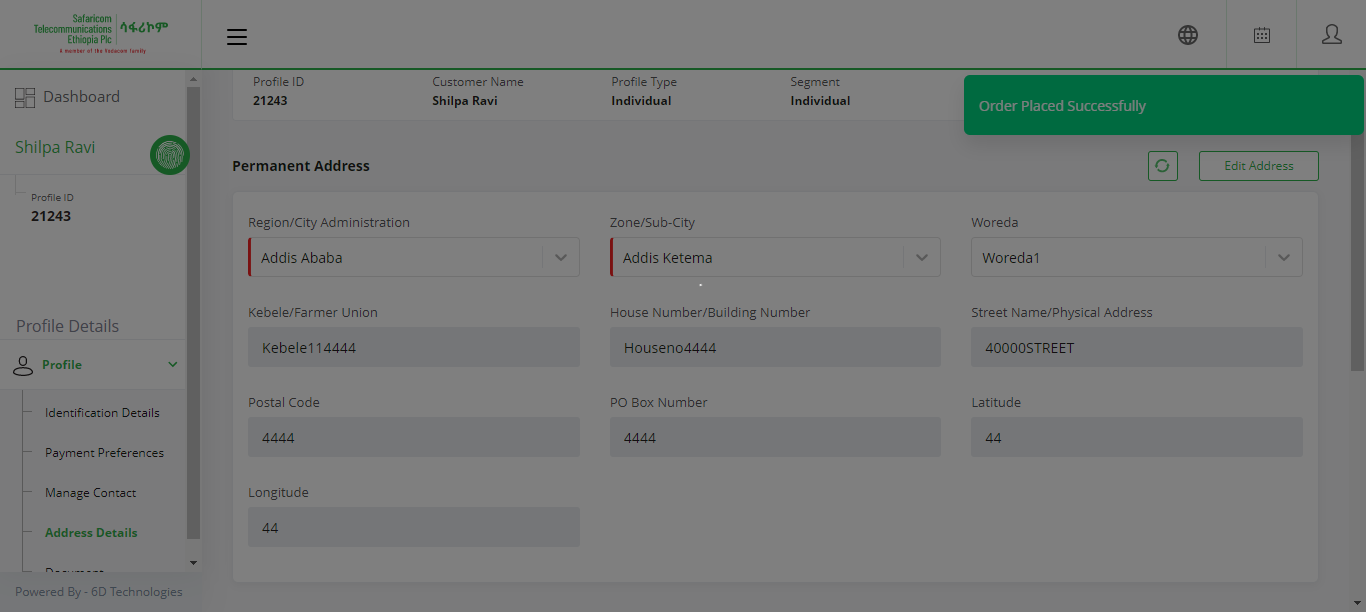 Safaricom
Telecommunications
Ethiopia Plc
ሳፋሪኮም
A member of the Vodacom family
Dashboard
Shilpa Ravi
Profile ID
21243
Profile Details
Profile
Identification Details
Payment Preferences
Manage Contact
Address Details
Document
Powered By - 6D Technologies
Profile ID
Customer Name
Profile Type
Segment
21243
Shilpa Ravi
Individual
Individual
Order Placed Successfully
Permanent Address
Edit Address
Region/City Administration
Zone/Sub-City
Woreda
Addis Ababa
Addis Ketema
Woreda1
Kebele/Farmer Union
House Number/Building Number
Street Name/Physical Address
Kebele114444
Houseno4444
40000STREET
Postal Code
PO Box Number
Latitude
4444
4444
44
Longitude
44